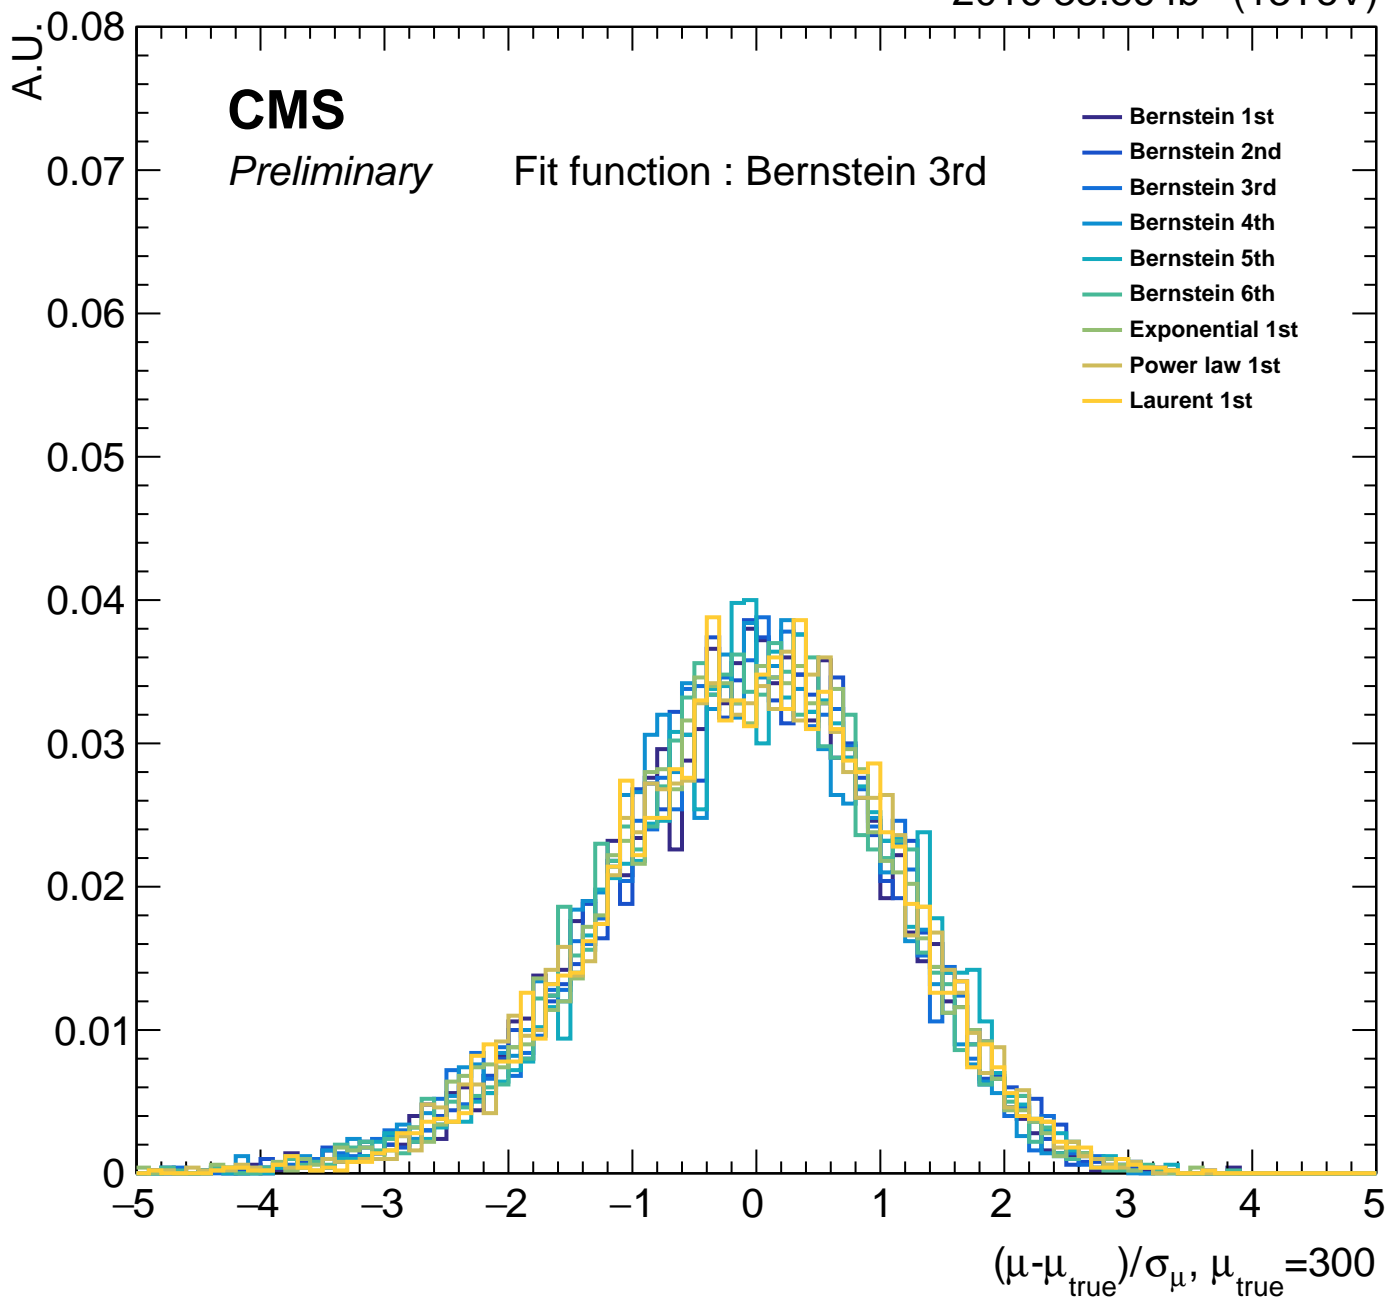 A.U.
CMS
Preliminary
Fit function : Bernstein 3rd
Bernstein 1st
Bernstein 2nd
Bernstein 3rd
Bernstein 4th
Bernstein 5th
Bernstein 6th
Exponential 1st
Power law 1st
Laurent 1st
0.08
0.07
0.06
0.05
0.04
0.03
0.02
0.01
0
−5 −4 −3 −2 −1 0 1 2 3 4 5
(μ-μtrue)/σμ, μtrue=300